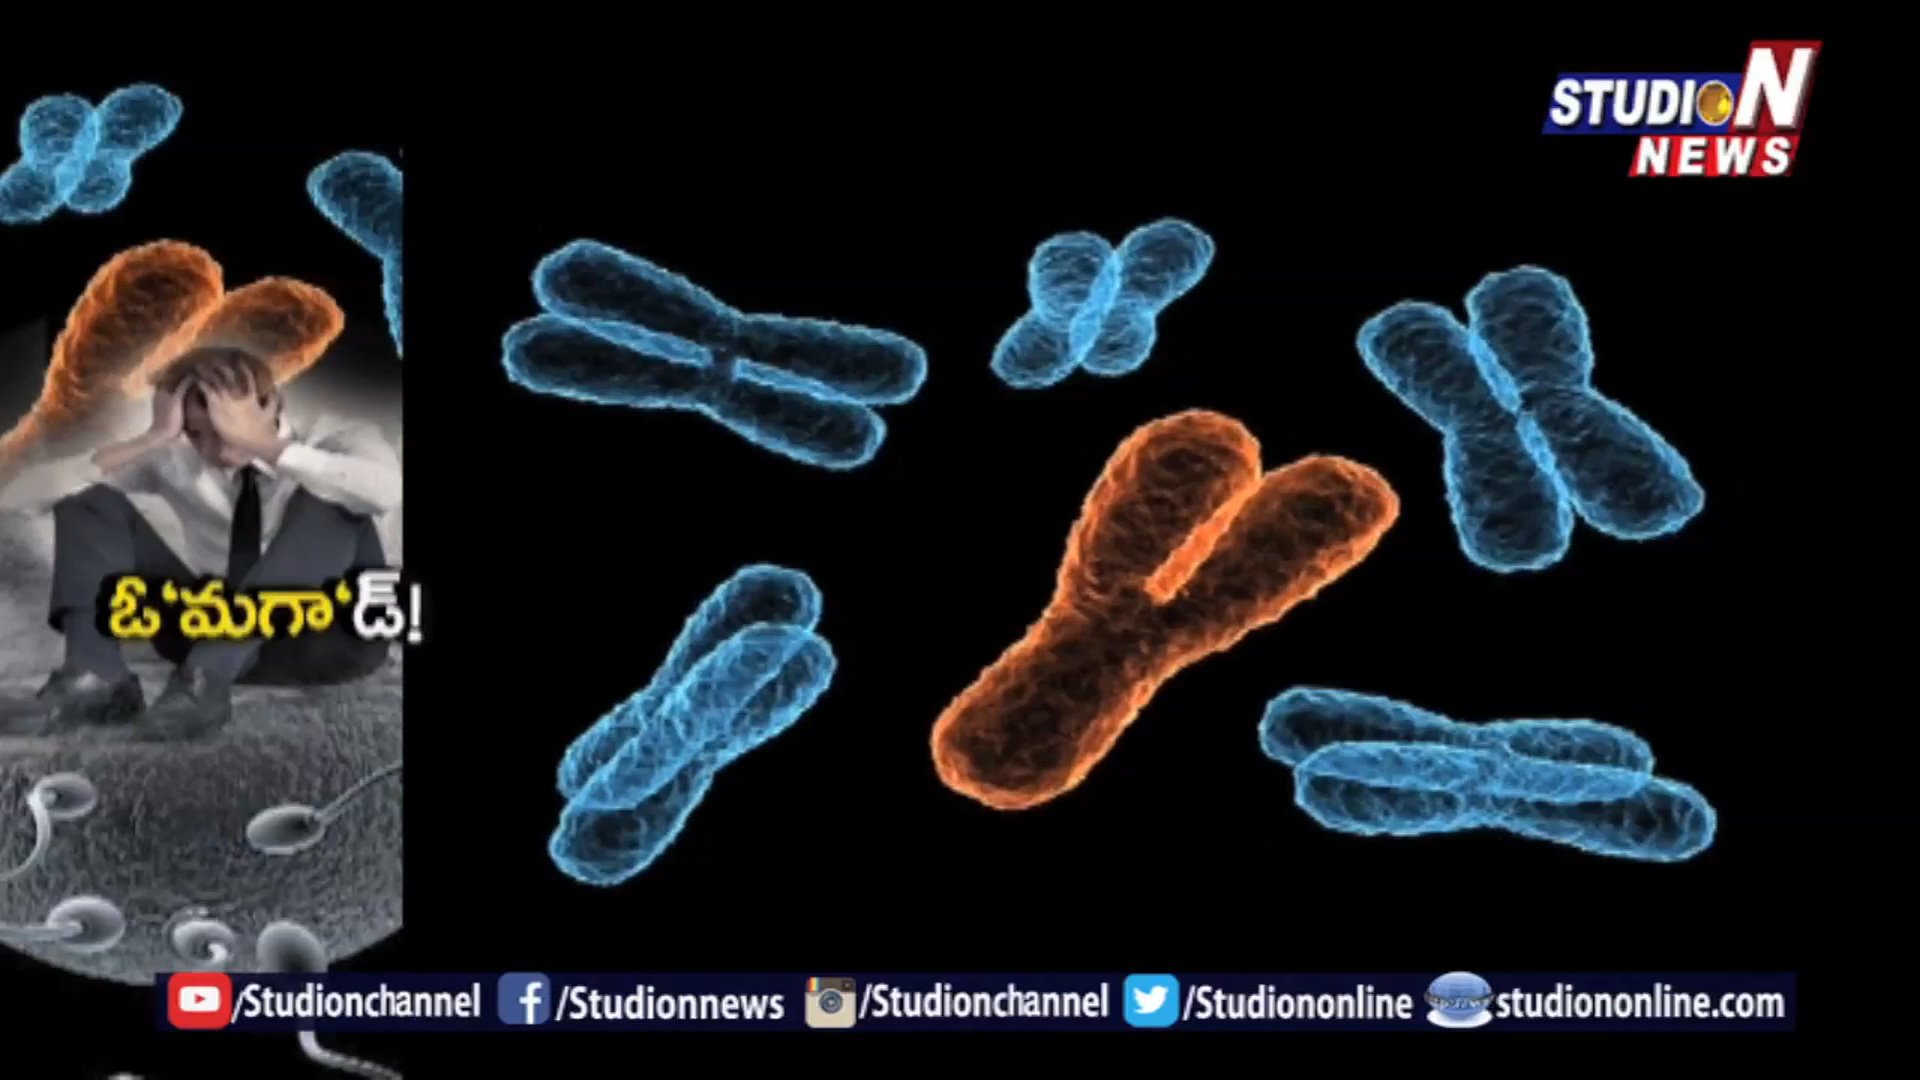 STUDIO N
NEWS
ఓ‘మగా‘డ్!
/Studionchannel /Studionnews /Studionchannel /Studiononline studiononline.com